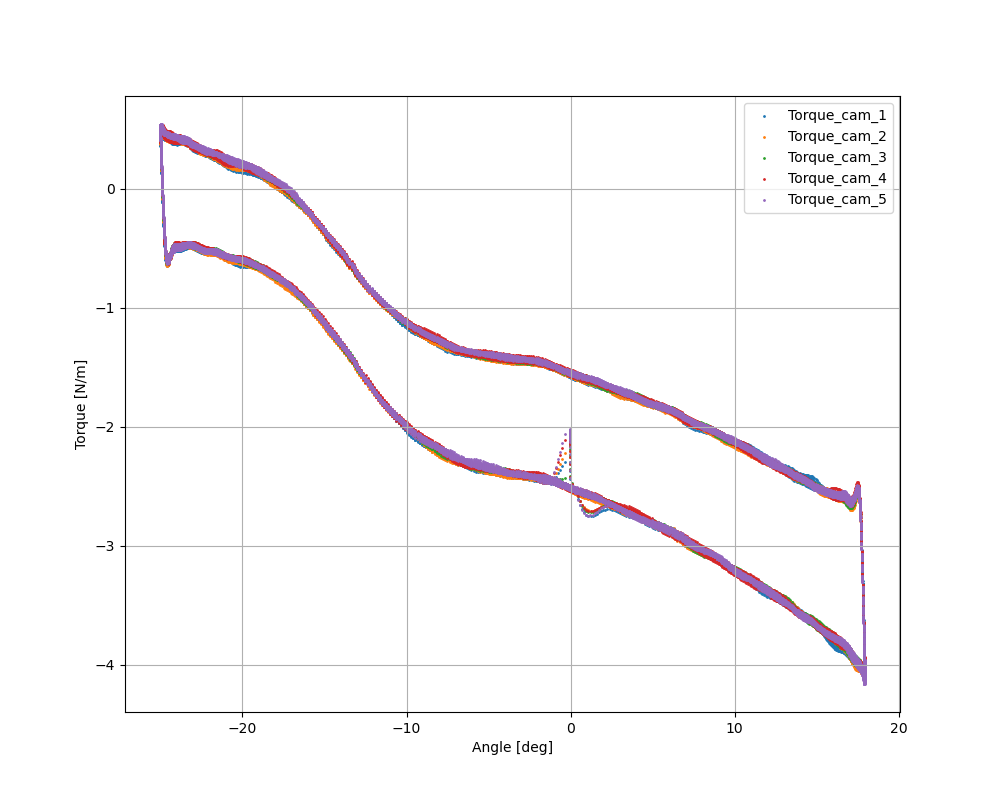 Torque_cam_1
Torque_cam_2
Torque_cam_3
Torque_cam_4
Torque_cam_5
0
−1
−2
−3
−4
Torque [N/m]
−20
−10
0
10
20
Angle [deg]